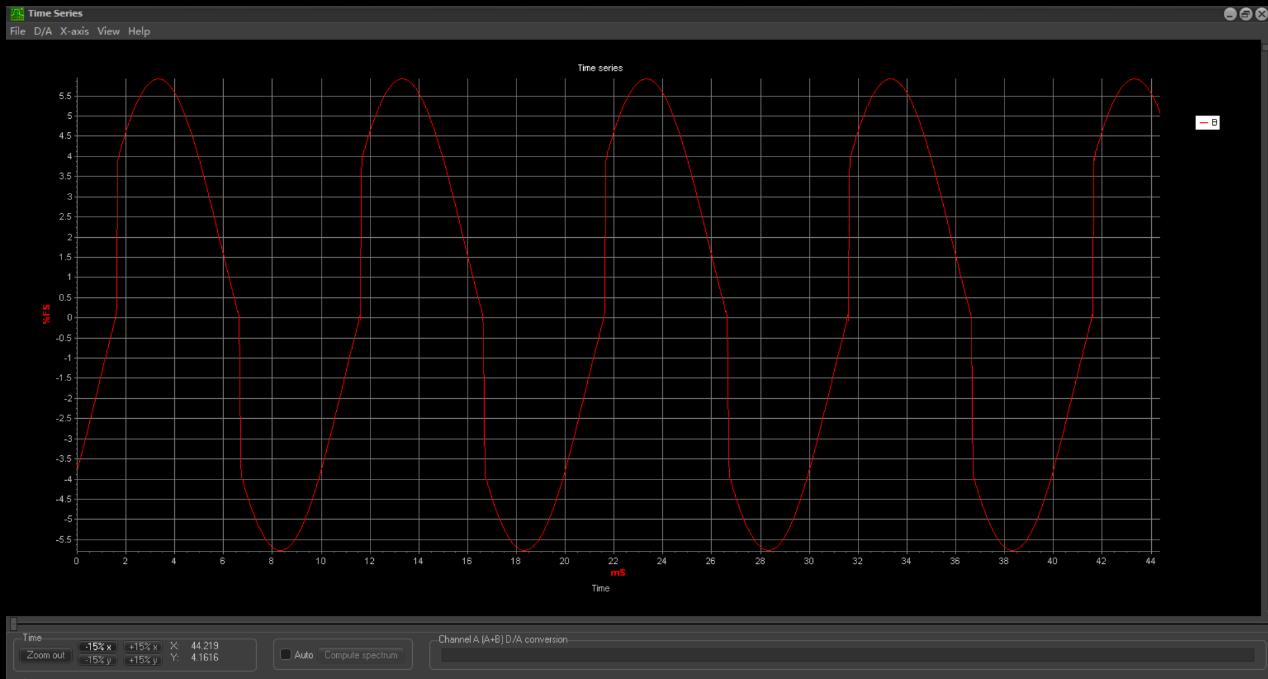 Time Series
File D/A X-axis View Help
Time series
5.5
5
4.5
4
3.5
3
2.5
2
1.5
1
0.5
0
-0.5
-1
-1.5
-2
-2.5
-3
-3.5
-4
-4.5
-5
-5.5
%FS
B
0 2 4 6 8 10 12 14 16 18 20 22 24 26 28 30 32 34 36 38 40 42 44
mS
Time
Time
Zoom out -15% x +15% x X: 44.219
-15% y +15% y Y: 4.1616
Auto Compute spectrum
Channel A (A+B) D/A conversion